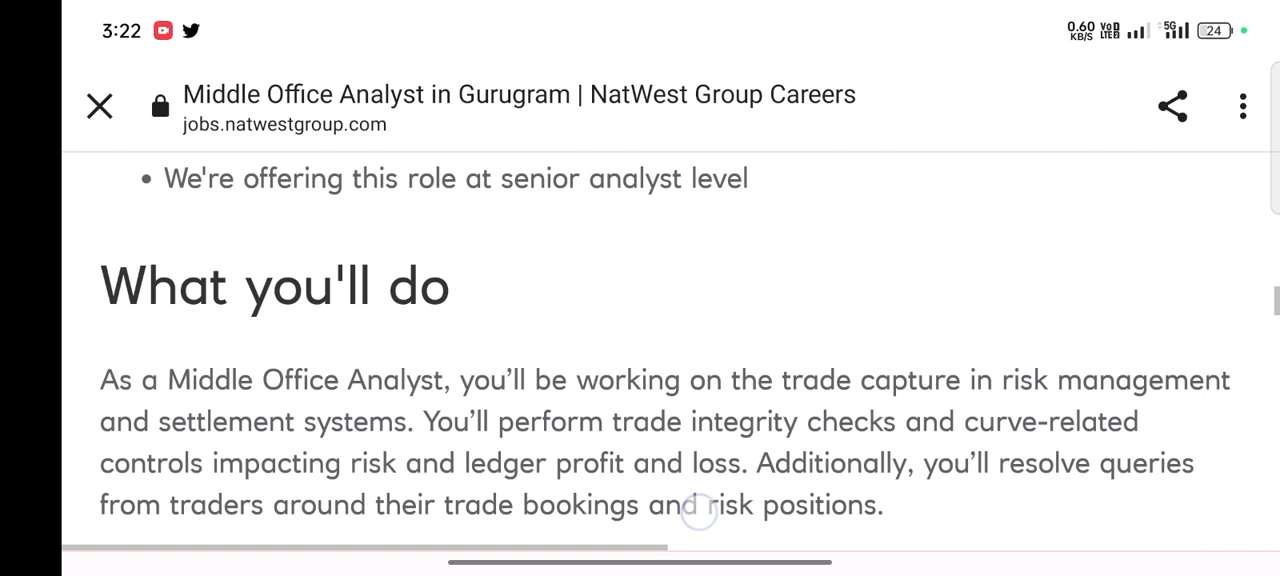 3:22
0.60 KB/S VoD LTE 5G 24
Middle Office Analyst in Gurugram | NatWest Group Careers
jobs.natwestgroup.com
• We're offering this role at senior analyst level
What you'll do
As a Middle Office Analyst, you’ll be working on the trade capture in risk management
and settlement systems. You’ll perform trade integrity checks and curve-related
controls impacting risk and ledger profit and loss. Additionally, you’ll resolve queries
from traders around their trade bookings and risk positions.